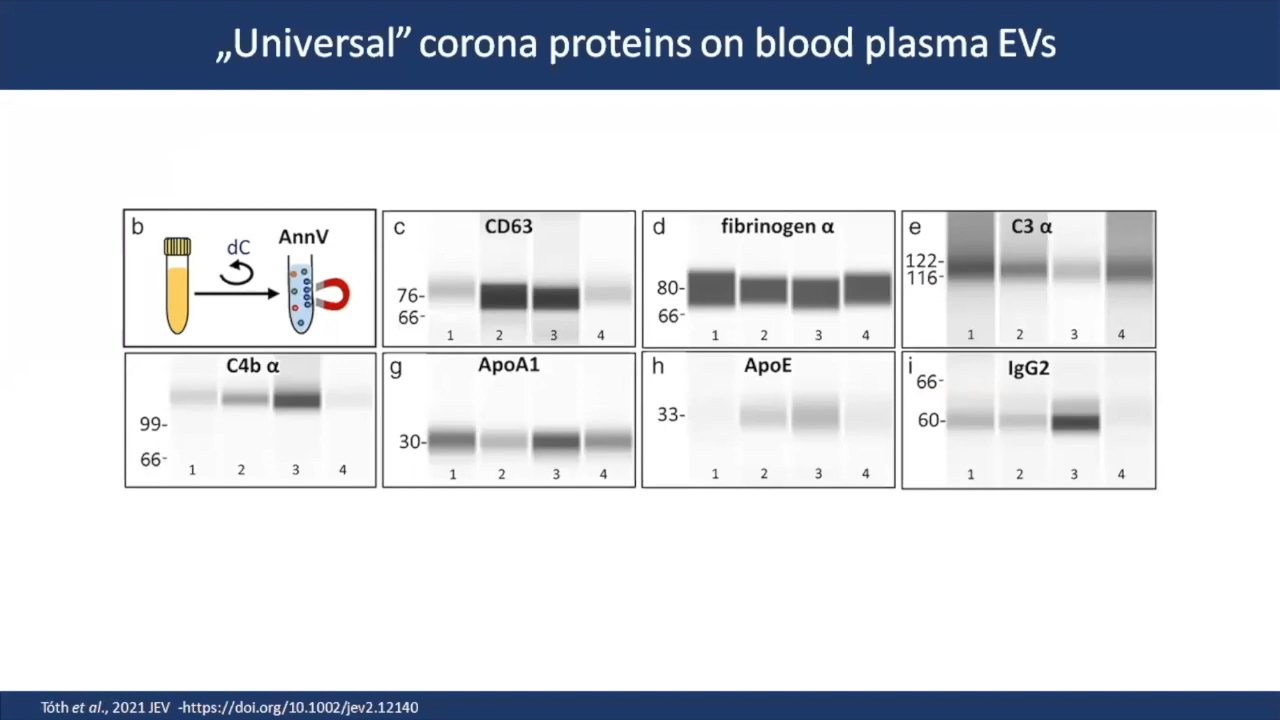 „Universal” corona proteins on blood plasma EVs
b
dC
AnnV
c
CD63
76-
66-
1 2 3 4
d
fibrinogen α
80-
66-
1 2 3 4
e
C3 α
122-
116-
1 2 3 4
C4b α
99-
66-
1 2 3 4
g
ApoA1
30-
1 2 3 4
h
ApoE
33-
1 2 3 4
i
IgG2
66-
60-
1 2 3 4
Tóth et al., 2021 JEV -https://doi.org/10.1002/jev2.12140